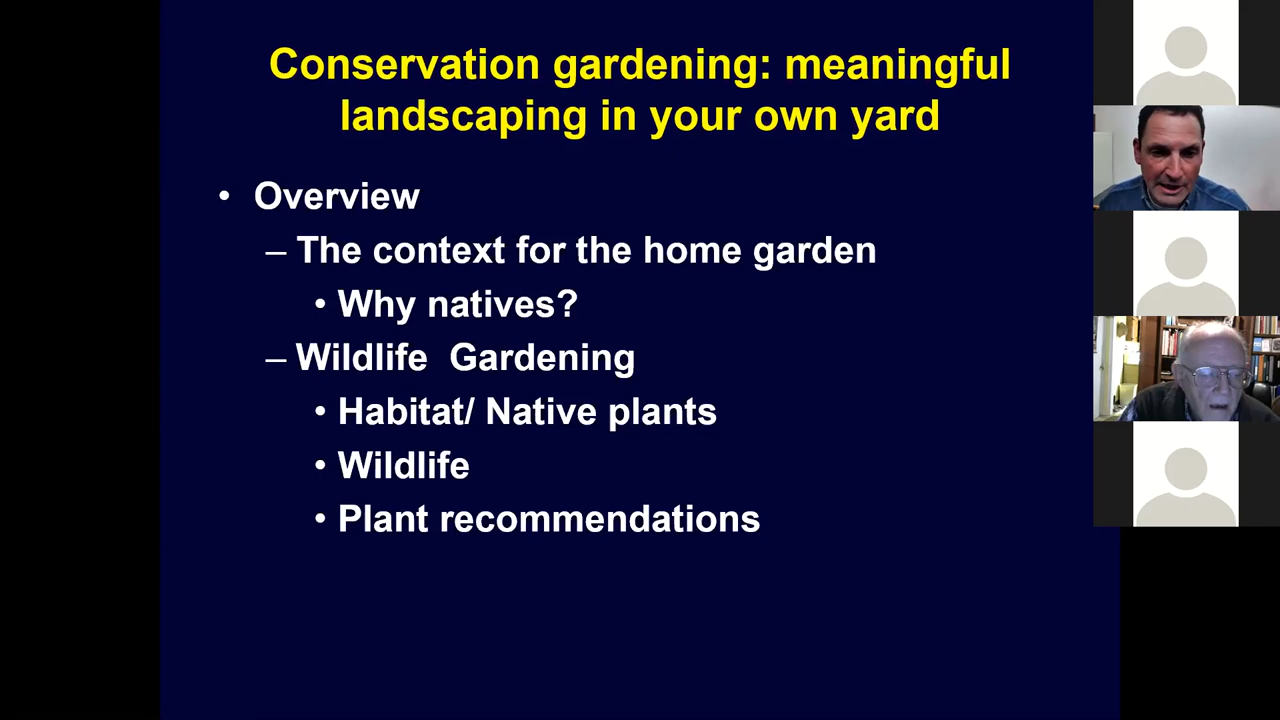 Conservation gardening: meaningful
landscaping in your own yard
• Overview
– The context for the home garden
• Why natives?
– Wildlife  Gardening
• Habitat/ Native plants
• Wildlife
• Plant recommendations